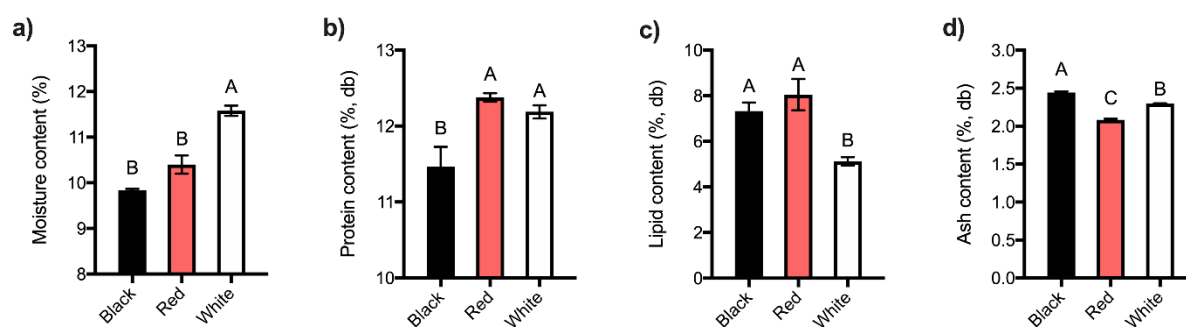 a)
Moisture content (%)
13
12
11
10
9
8
B
B
A
Black
Red
White
b)
Protein content (%, db)
13
12
11
10
B
A
A
Black
Red
White
c)
Lipid content (%, db)
10
8
6
4
2
0
A
A
B
Black
Red
White
d)
Ash content (%, db)
3.0
2.5
2.0
1.5
1.0
0.5
0.0
A
C
B
Black
Red
White